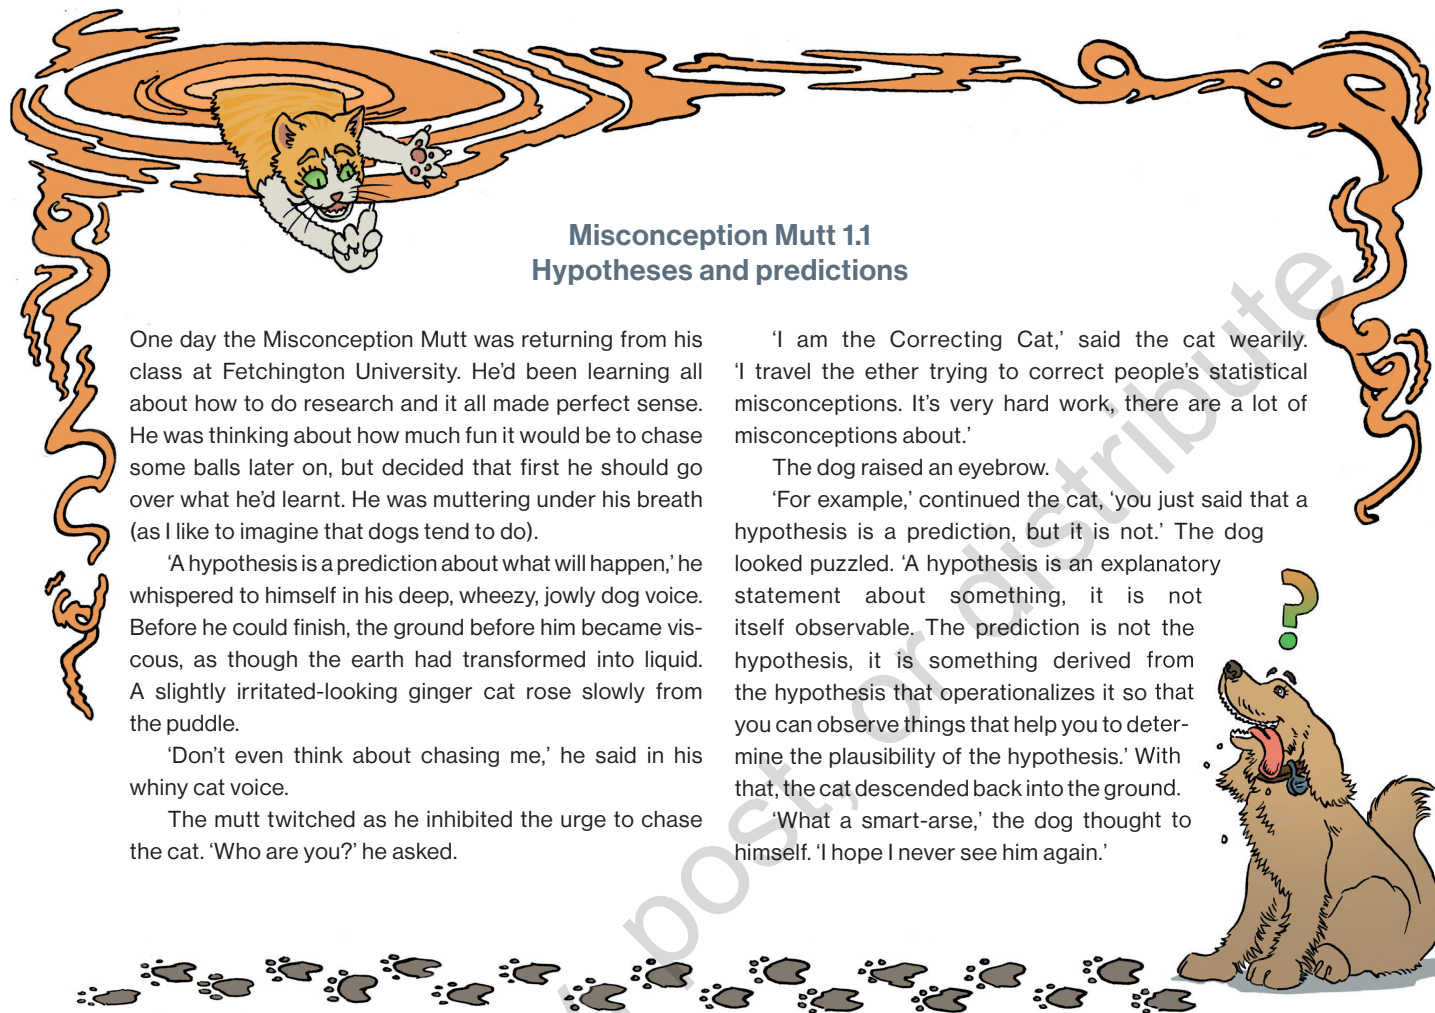 Misconception Mutt 1.1
Hypotheses and predictions
One day the Misconception Mutt was returning from his
class at Fetchington University. He’d been learning all
about how to do research and it all made perfect sense.
He was thinking about how much fun it would be to chase
some balls later on, but decided that first he should go
over what he’d learnt. He was muttering under his breath
(as I like to imagine that dogs tend to do).
‘A hypothesis is a prediction about what will happen,’ he
whispered to himself in his deep, wheezy, jowly dog voice.
Before he could finish, the ground before him became vis-
cous, as though the earth had transformed into liquid.
A slightly irritated-looking ginger cat rose slowly from
the puddle.
‘Don’t even think about chasing me,’ he said in his
whiny cat voice.
The mutt twitched as he inhibited the urge to chase
the cat. ‘Who are you?’ he asked.
‘I am the Correcting Cat,’ said the cat wearily.
‘I travel the ether trying to correct people’s statistical
misconceptions. It’s very hard work, there are a lot of
misconceptions about.’
The dog raised an eyebrow.
‘For example,’ continued the cat, ‘you just said that a
hypothesis is a prediction, but it is not.’ The dog
looked puzzled. ‘A hypothesis is an explanatory
statement about something, it is not
itself observable. The prediction is not the
hypothesis, it is something derived from
the hypothesis that operationalizes it so that
you can observe things that help you to deter-
mine the plausibility of the hypothesis.’ With
that, the cat descended back into the ground.
‘What a smart-arse,’ the dog thought to
himself. ‘I hope I never see him again.’
?
post, or distribute